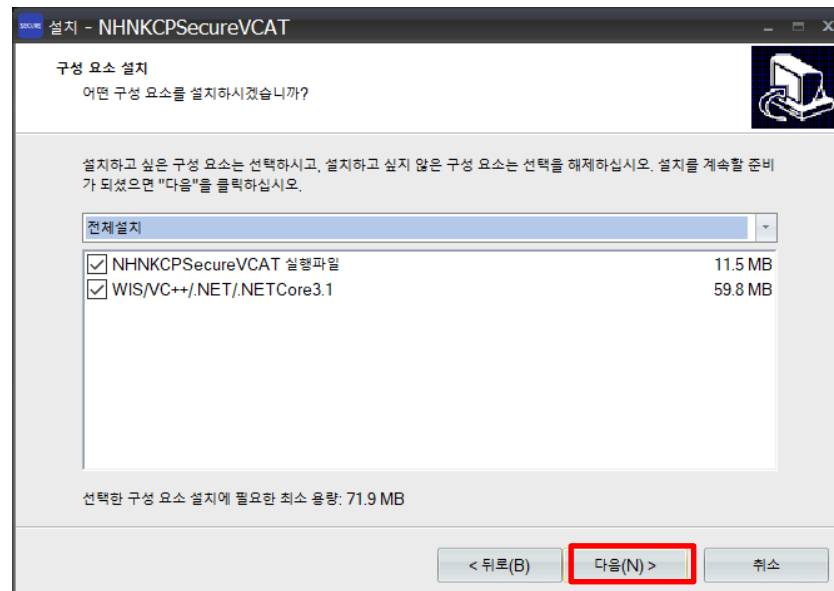 SECURE 설치 - NHNKCPSecureVCAT
구성 요소 설치
어떤 구성 요소를 설치하시겠습니까?
설치하고 싶은 구성 요소는 선택하시고, 설치하고 싶지 않은 구성 요소는 선택을 해제하십시오. 설치를 계속할 준비
가 되셨으면 "다음"을 클릭하십시오.
전체설치
NHNKCPSecureVCAT 실행파일 11.5 MB
WIS/VC++/.NET/.NETCore3.1 59.8 MB
선택한 구성 요소 설치에 필요한 최소 용량: 71.9 MB
< 뒤로(B) 다음(N) > 취소